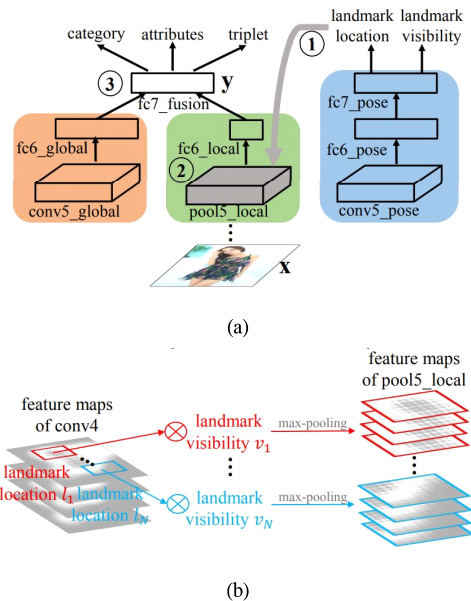 category attributes triplet
landmark location
landmark visibility
1
3
y
fc7_fusion
fc7_pose
fc6_global
fc6_local
fc6_pose
2
conv5_global
pool5_local
conv5_pose
x
(a)
feature maps
of conv4
feature maps
of pool5_local
landmark
visibility v₁
max-pooling
landmark
location l₁
landmark
location l_N
landmark
visibility v_N
max-pooling
(b)